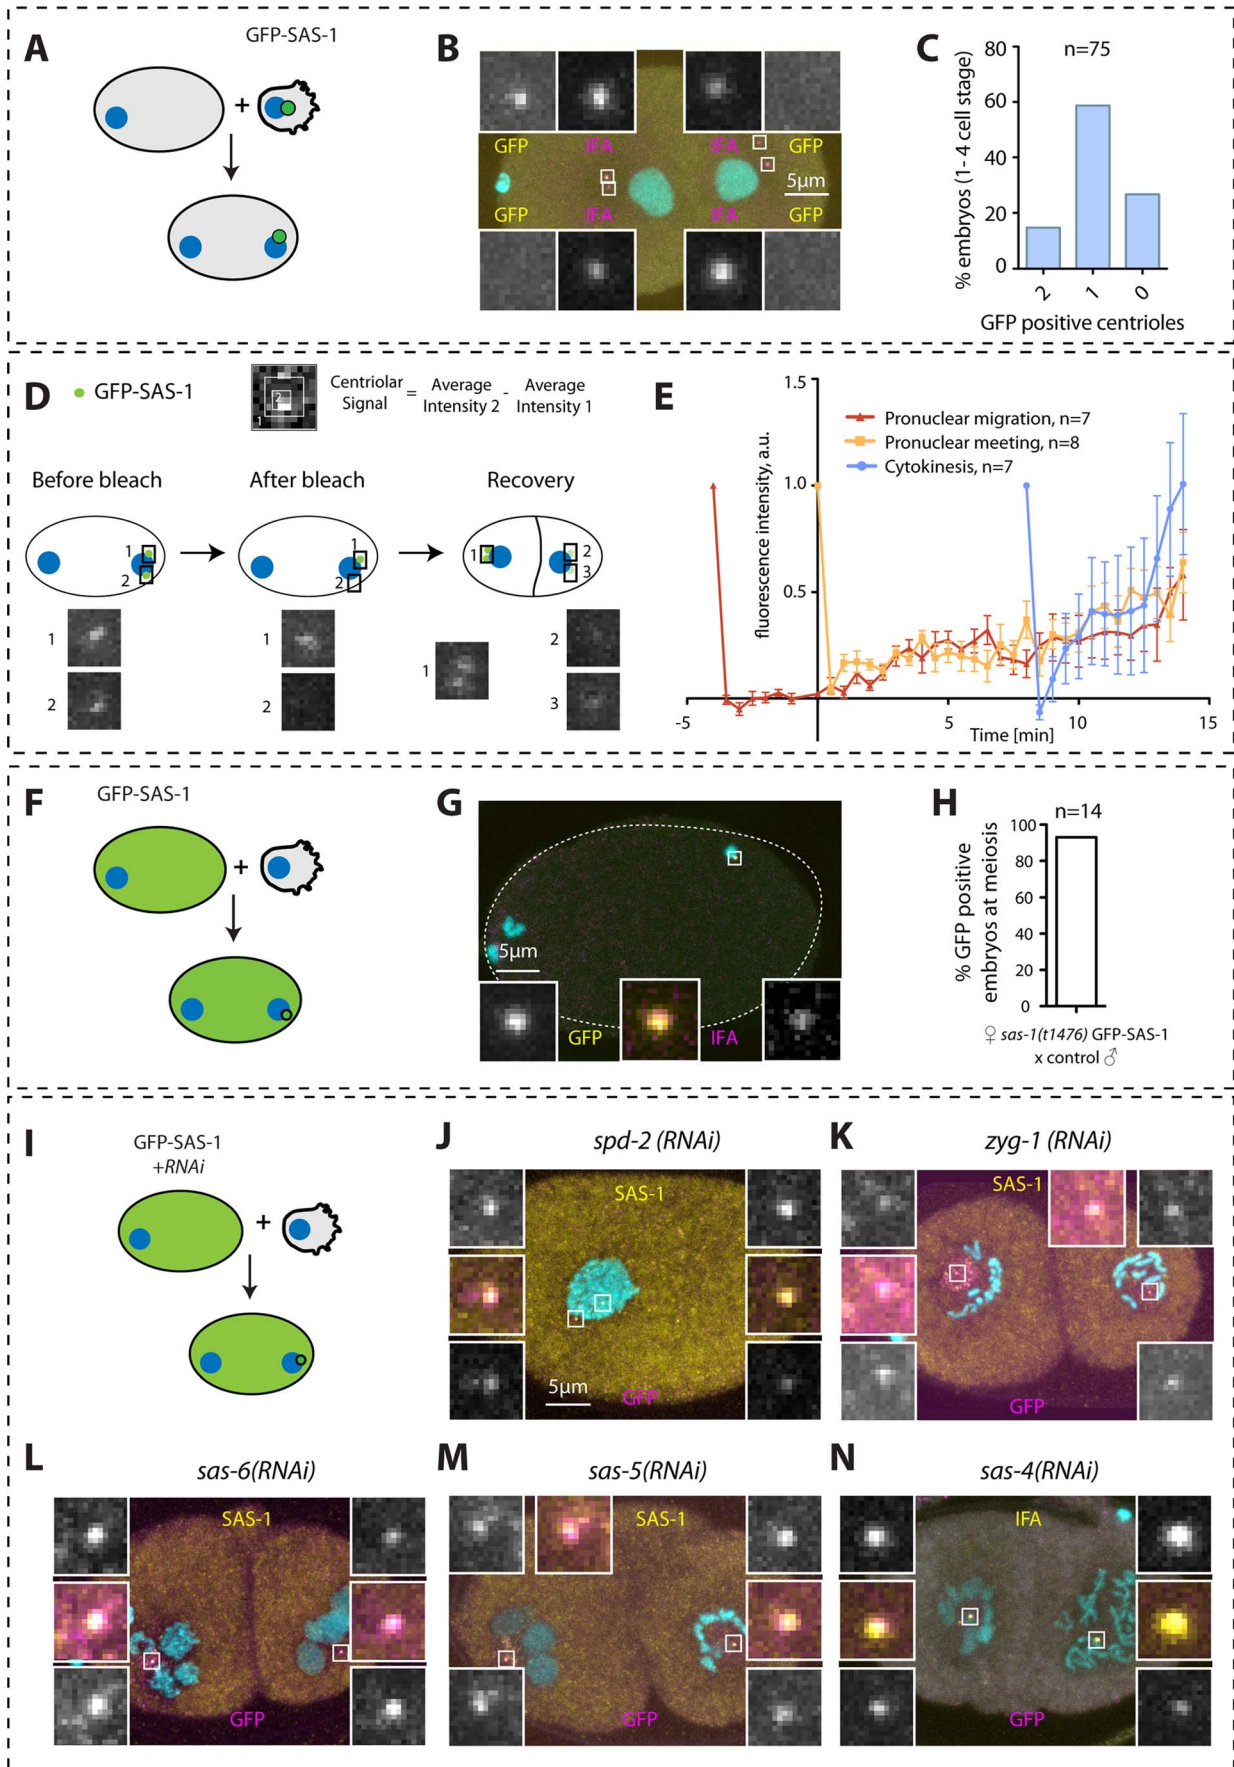 A
GFP-SAS-1
+
B
GFP
IFA
IFA
GFP
5µm
GFP
IFA
IFA
GFP
C
n=75
% embryos (1- 4 cell stage)
80
60
40
20
0
2
1
0
GFP positive centrioles
D
GFP-SAS-1
2
1
Centriolar Signal = Average Intensity 2 - Average Intensity 1
Before bleach
After bleach
Recovery
1
2
1
2
1
2
3
1
2
1
2
1
2
3
E
fluorescence intensity, a.u.
1.5
1.0
0.5
Pronuclear migration, n=7
Pronuclear meeting, n=8
Cytokinesis, n=7
-5
5
10
15
Time [min]
F
GFP-SAS-1
+
G
5µm
GFP
IFA
H
n=14
% GFP positive
embryos at meiosis
100
80
60
40
20
0
♀ sas-1(t1476) GFP-SAS-1
x control ♂
I
GFP-SAS-1
+RNAi
+
J
spd-2 (RNAi)
SAS-1
5µm
GFP
K
zyg-1 (RNAi)
SAS-1
GFP
L
sas-6(RNAi)
SAS-1
GFP
M
sas-5(RNAi)
SAS-1
GFP
N
sas-4(RNAi)
IFA
GFP